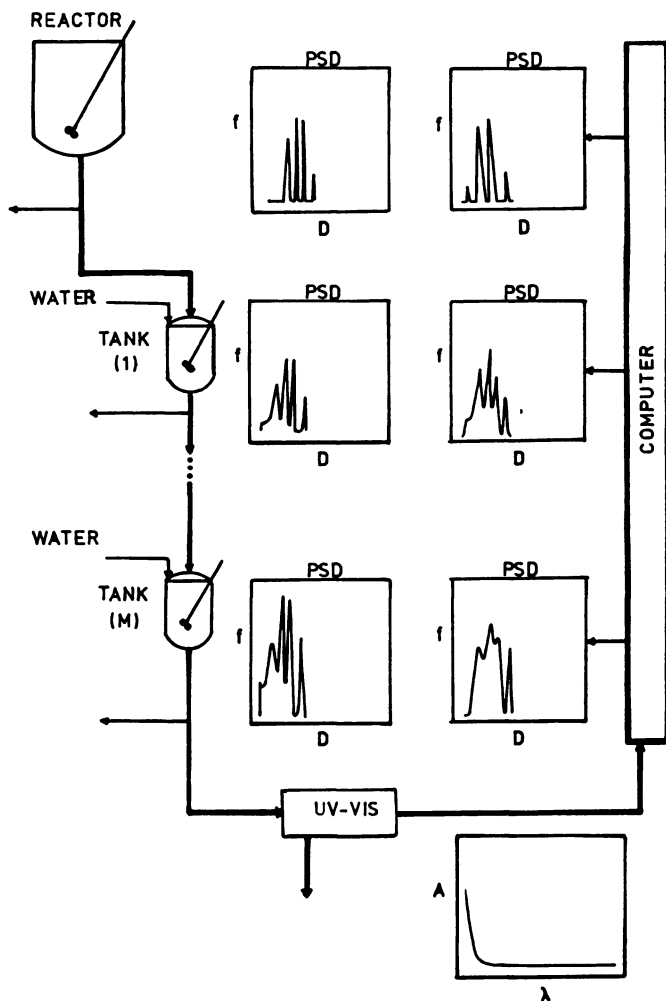 REACTOR
PSD
PSD
f
f
D
D
WATER
TANK
(1)
PSD
PSD
f
f
D
D
COMPUTER
WATER
TANK
(M)
PSD
PSD
f
f
D
D
UV-VIS
A
λ